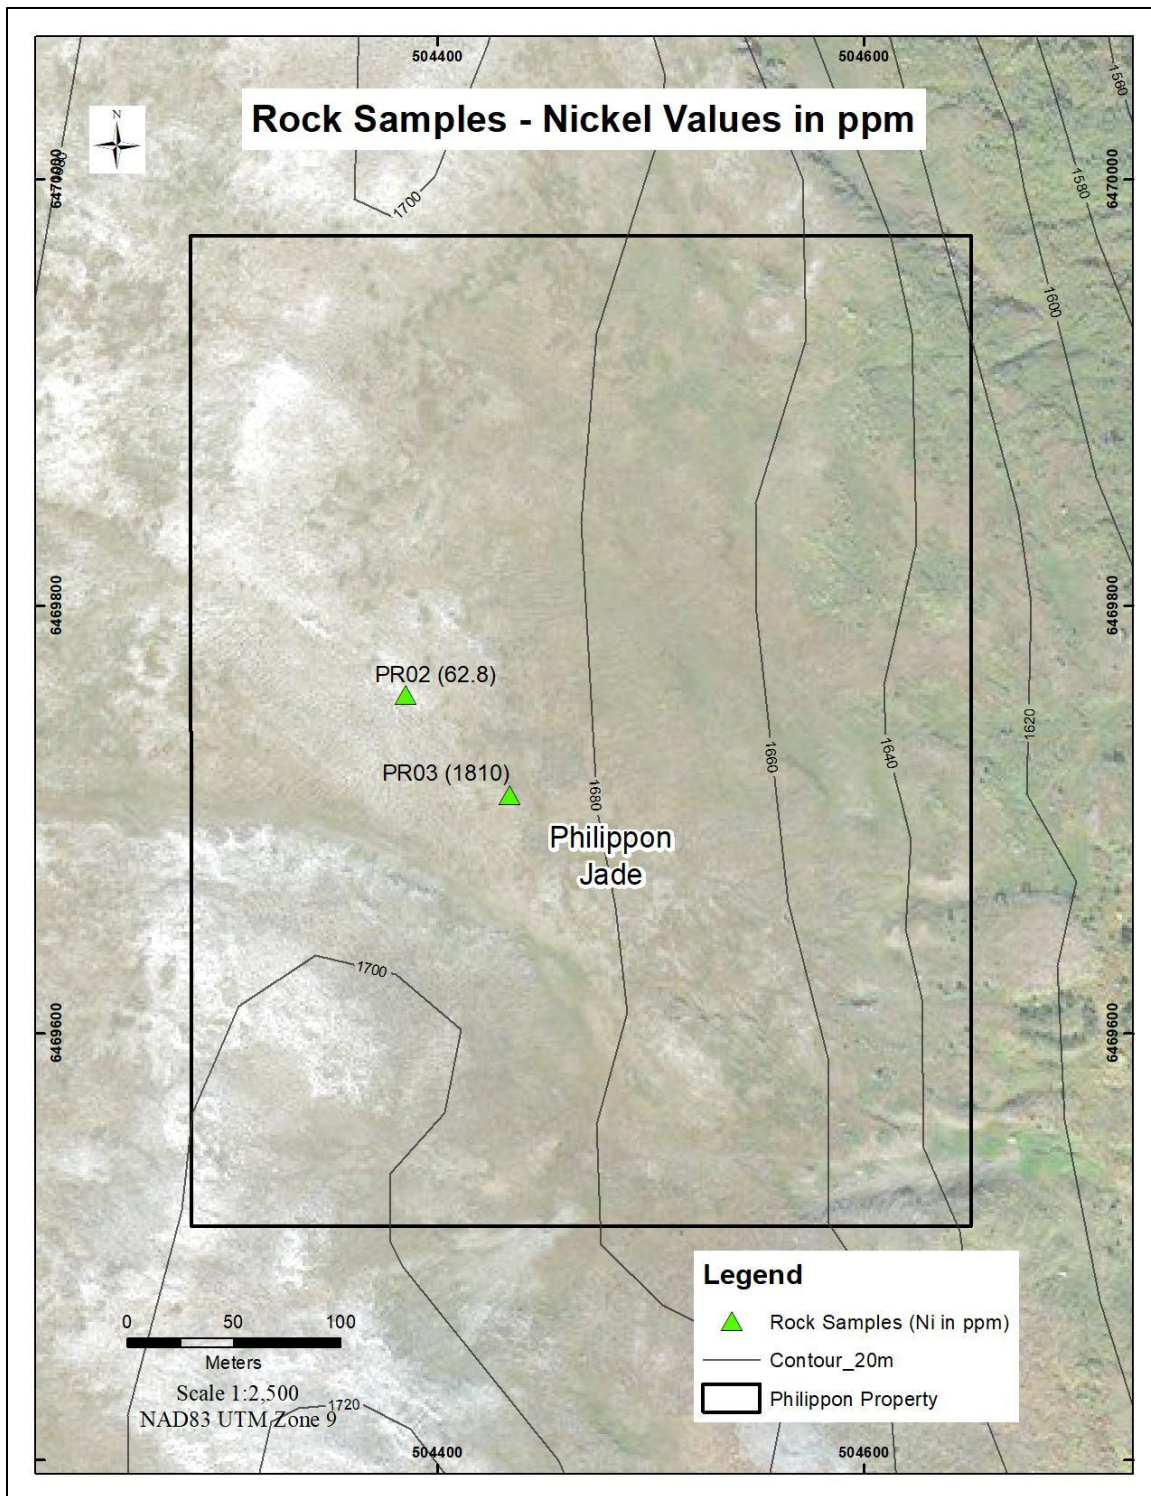 504400
504600
1560
N
Rock Samples - Nickel Values in ppm
6470000
6470000
1680
1580
1700
1600
6469800
6469800
PR02 (62.8)
1620
1640
1660
PR03 (1810)
1680
Philippon
Jade
1700
6469600
6469600
Legend
Rock Samples (Ni in ppm)
Contour_20m
Philippon Property
0
50
100
Meters
Scale 1:2,500
NAD83 UTM Zone 9
1720
504400
504600